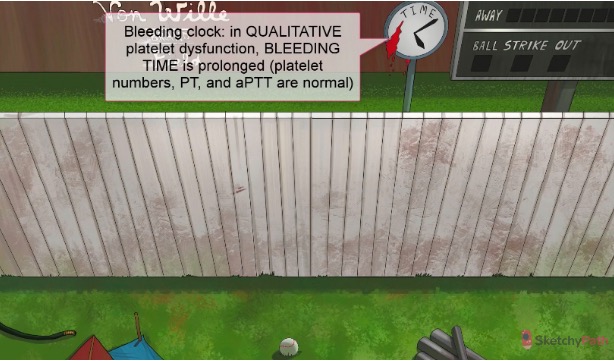 Von Wille
Bleeding clock: in QUALITATIVE
platelet dysfunction, BLEEDING
TIME is prolonged (platelet
numbers, PT, and aPTT are normal)
TIME
AWAY
BALL STRIKE OUT